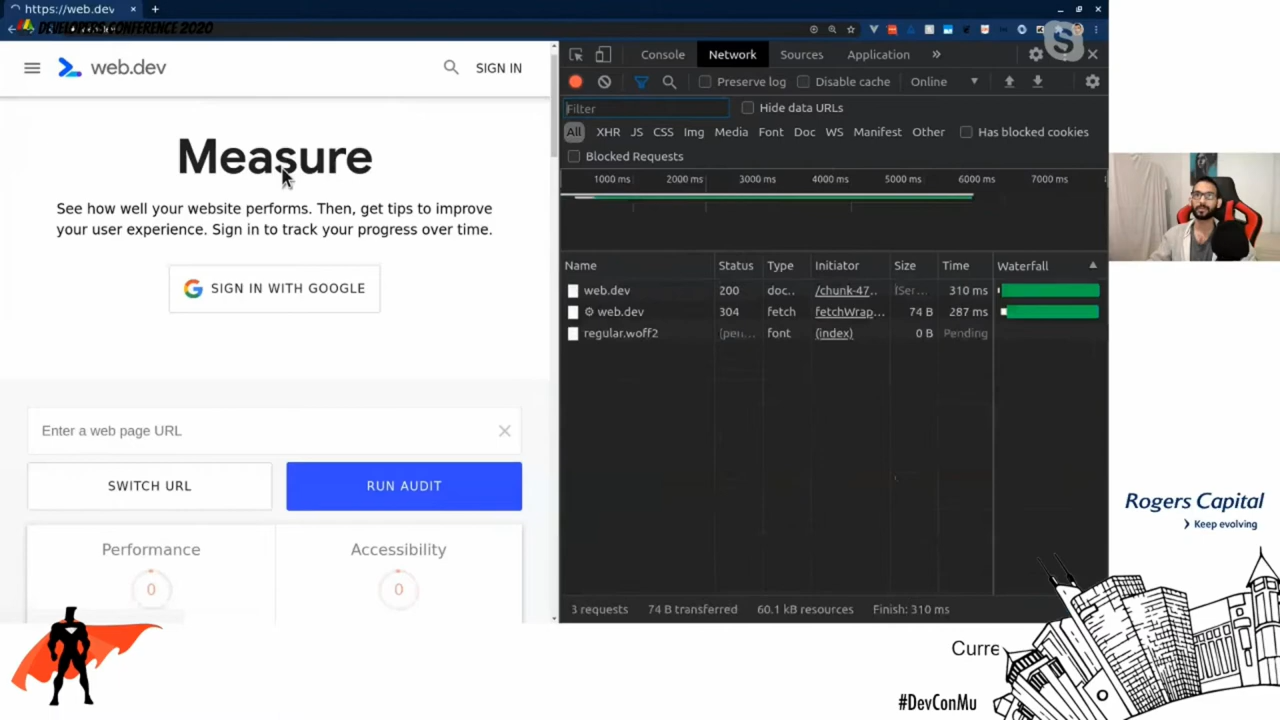 https://web.dev
DEVELOPERS CONFERENCE 2020
web.dev
SIGN IN
Measure
See how well your website performs. Then, get tips to improve
your user experience. Sign in to track your progress over time.
SIGN IN WITH GOOGLE
Enter a web page URL
SWITCH URL
RUN AUDIT
Performance
Accessibility
0
0
Console Network Sources Application »
Preserve log Disable cache Online
Filter Hide data URLs
All XHR JS CSS Img Media Font Doc WS Manifest Other Has blocked cookies
Blocked Requests
1000 ms 2000 ms 3000 ms 4000 ms 5000 ms 6000 ms 7000 ms
Name Status Type Initiator Size Time Waterfall
web.dev 200 doc.. /chunk-47.. (Ser... 310 ms
web.dev 304 fetch fetchWrap... 74 B 287 ms
regular.woff2 (pen... font (index) 0 B Pending
3 requests 74 B transferred 60.1 kB resources Finish: 310 ms
S
Rogers Capital
Keep evolving
Curre
#DevConMu